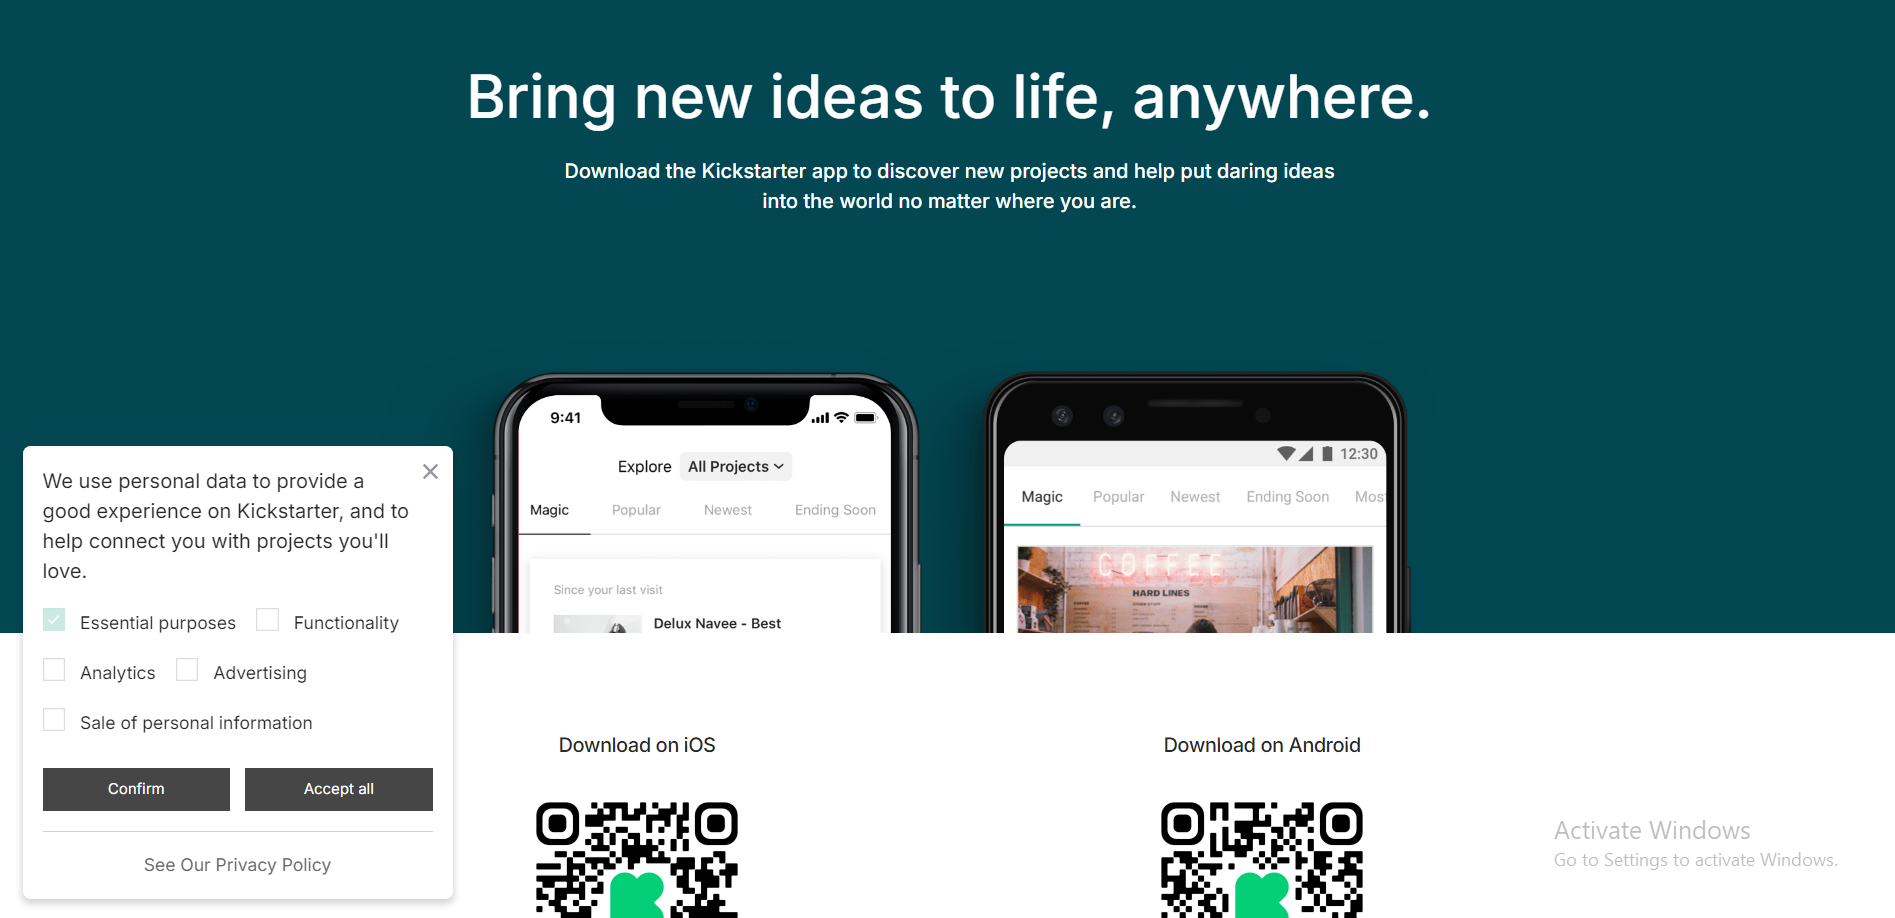 Bring new ideas to life, anywhere.
Download the Kickstarter app to discover new projects and help put daring ideas
into the world no matter where you are.
9:41
Explore All Projects
Magic Popular Newest Ending Soon
Since your last visit
Delux Navee - Best
12:30
Magic Popular Newest Ending Soon Most
COFFEE
HARD LINES
We use personal data to provide a
good experience on Kickstarter, and to
help connect you with projects you'll
love.
Essential purposes Functionality
Analytics Advertising
Sale of personal information
Confirm Accept all
See Our Privacy Policy
Download on iOS
Download on Android
Activate Windows
Go to Settings to activate Windows.